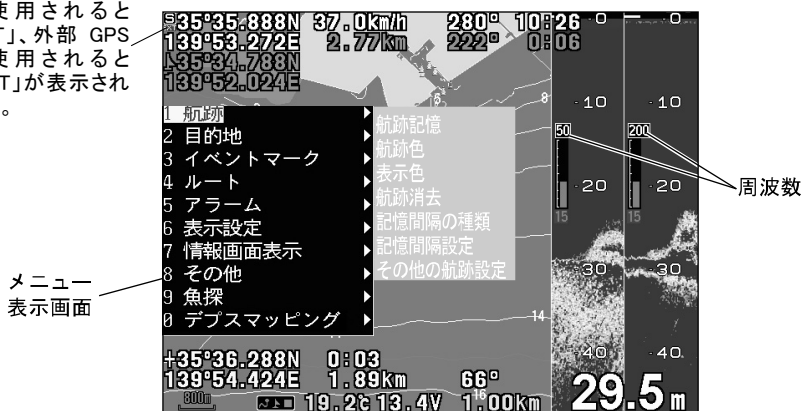 使用されると
T」、外部 GPS
使用されると
T」が表示され
。
35°35.888N 37.0km/h 280° 10:26
139°53.272E 2.77km 222° 0:06
35°34.788N
139°52.024E
1 航跡
2 目的地
3 イベントマーク
4 ルート
5 アラーム
6 表示設定
7 情報画面表示
8 その他
9 魚探
0 デプスマッピング
航跡記憶
航跡色
表示色
航跡消去
記憶間隔の種類
記憶間隔設定
その他の航跡設定
8
14
16
0 0
10 10
50 200
20 20
15 15
30 30
40 40
周波数
メニュー
表示画面
+35°36.288N 0:03
139°54.424E 1.89km 66°
800m 19.2℃ 13.4V 1.00km
29.5m